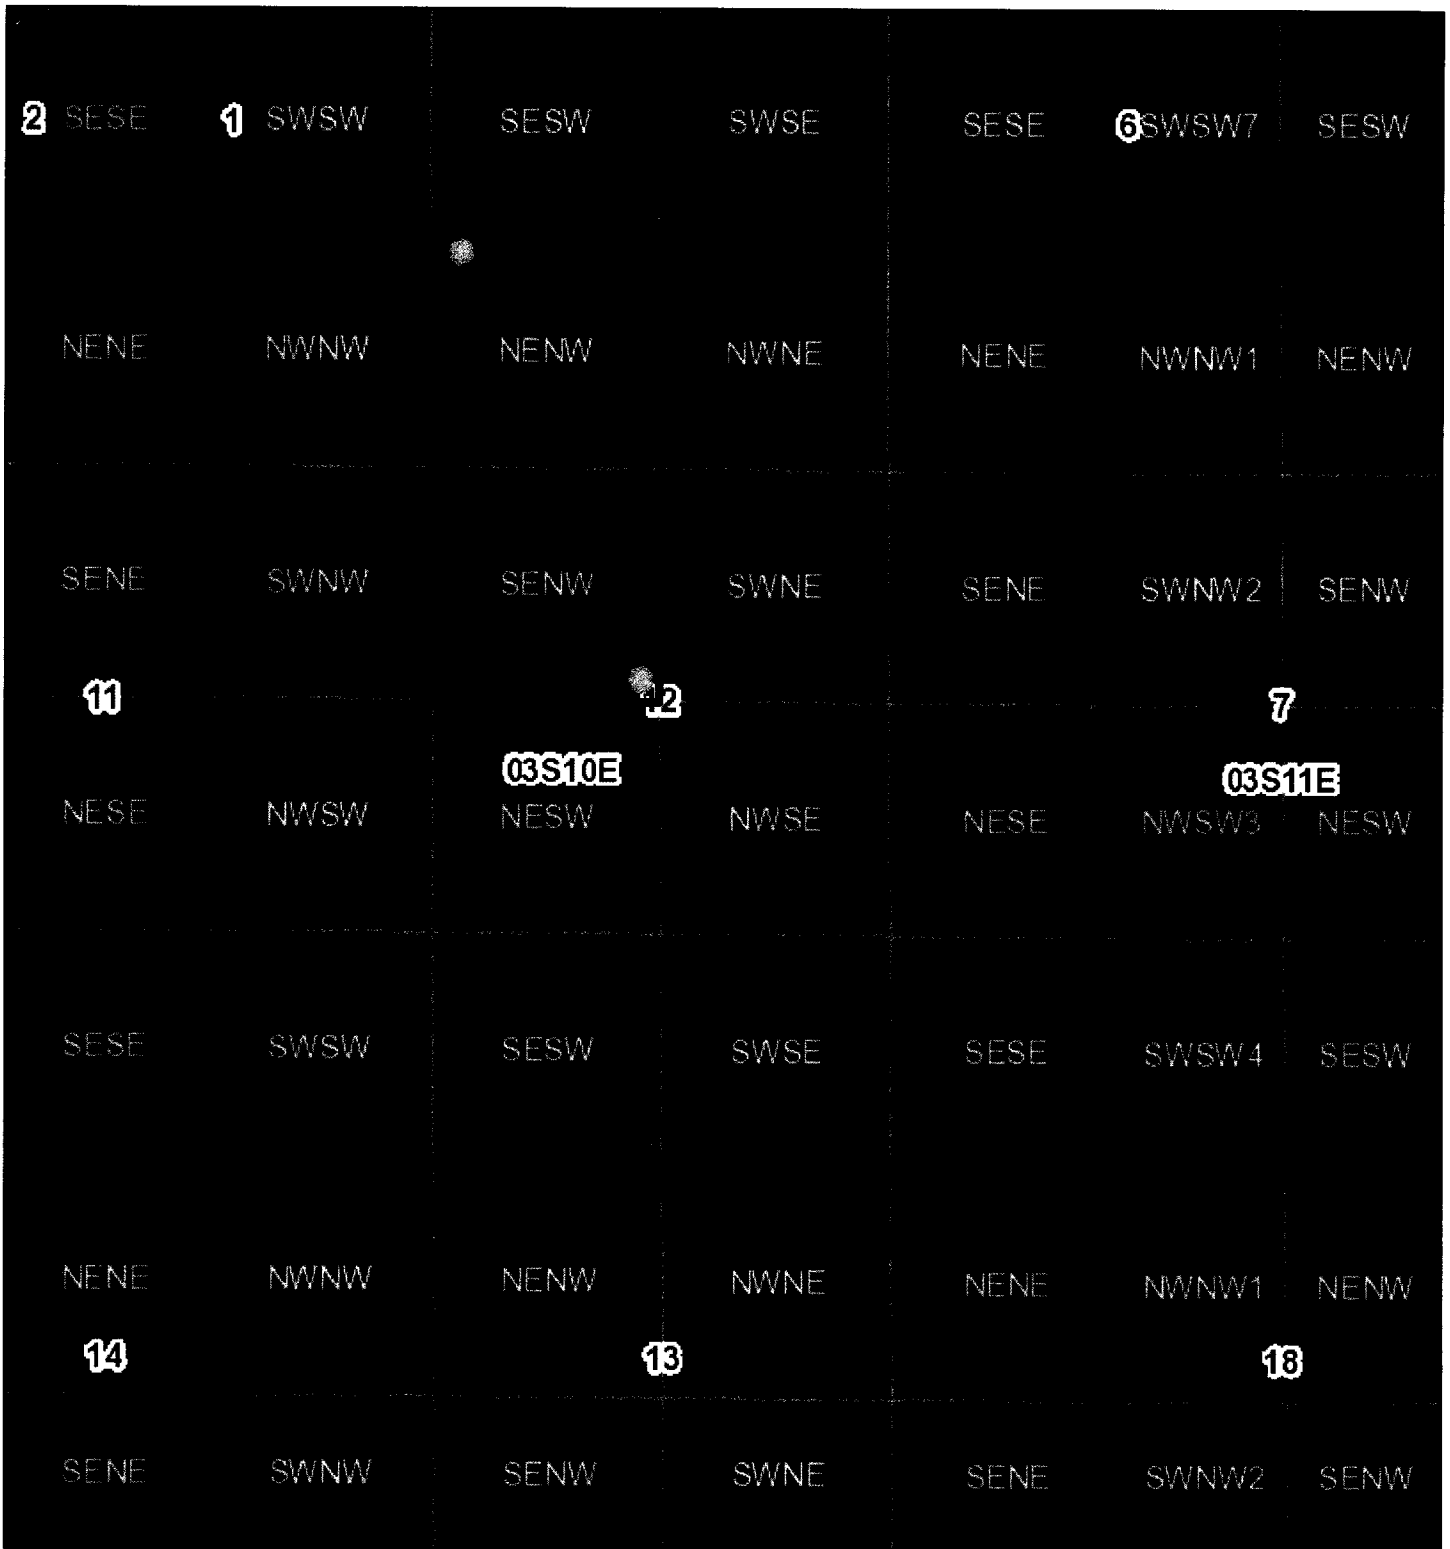 2 SESE 1 SWSW SESW SWSE SESE 6 SWSW7 SESW
NENE NWNW NENW NWNE NENE NWNW1 NENW
SENE SWNW SENW SWNE SENE SWNW2 SENW
11 12 7
03S10E 03S11E
NESE NWSW NESW NWSE NESE NWSW3 NESW
SESE SWSW SESW SWSE SESE SWSW4 SESW
NENE NWNW NENW NWNE NENE NWNW1 NENW
14 13 18
SENE SWNW SENW SWNE SENE SWNW2 SENW